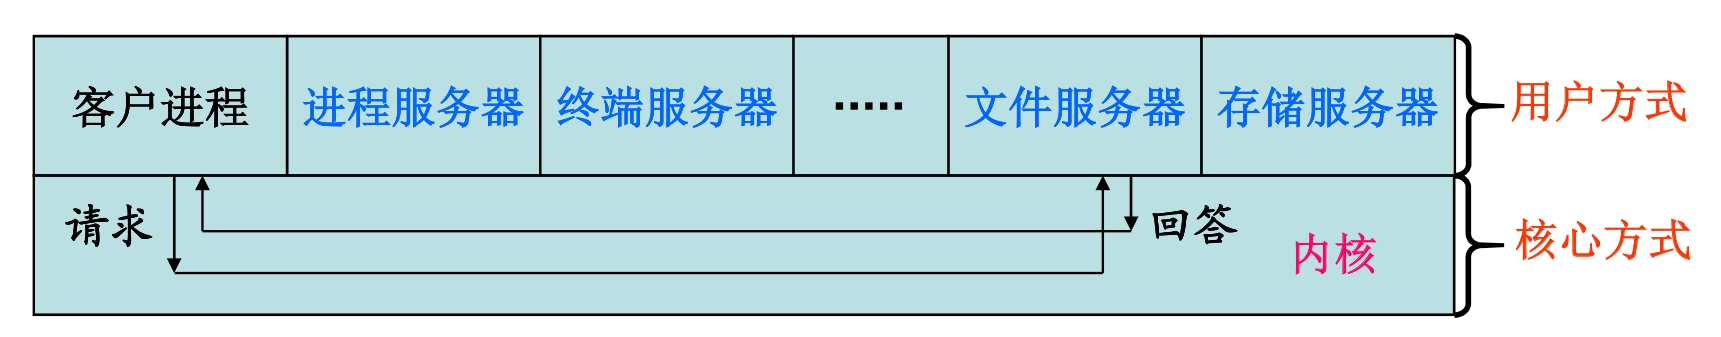 客户进程
进程服务器
终端服务器
·····
文件服务器
存储服务器
用户方式
请求
回答
内核
核心方式